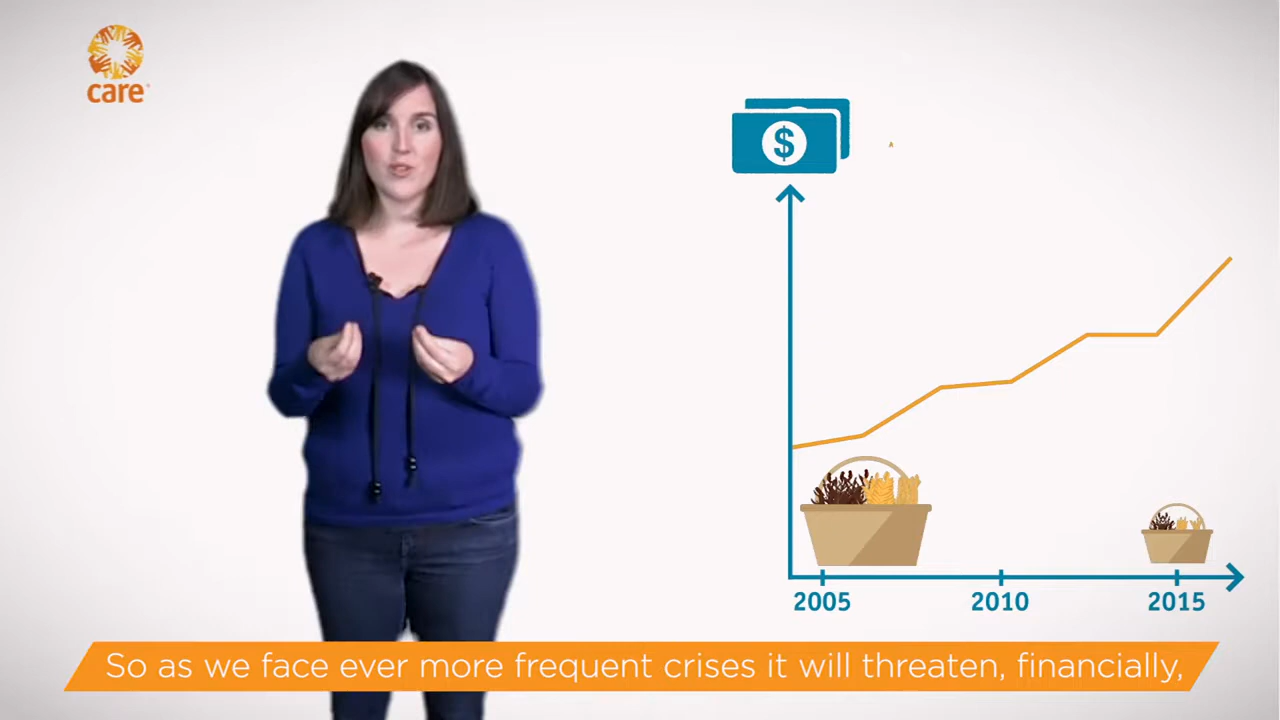 care
$
2005
2010
2015
So as we face ever more frequent crises it will threaten, financially,